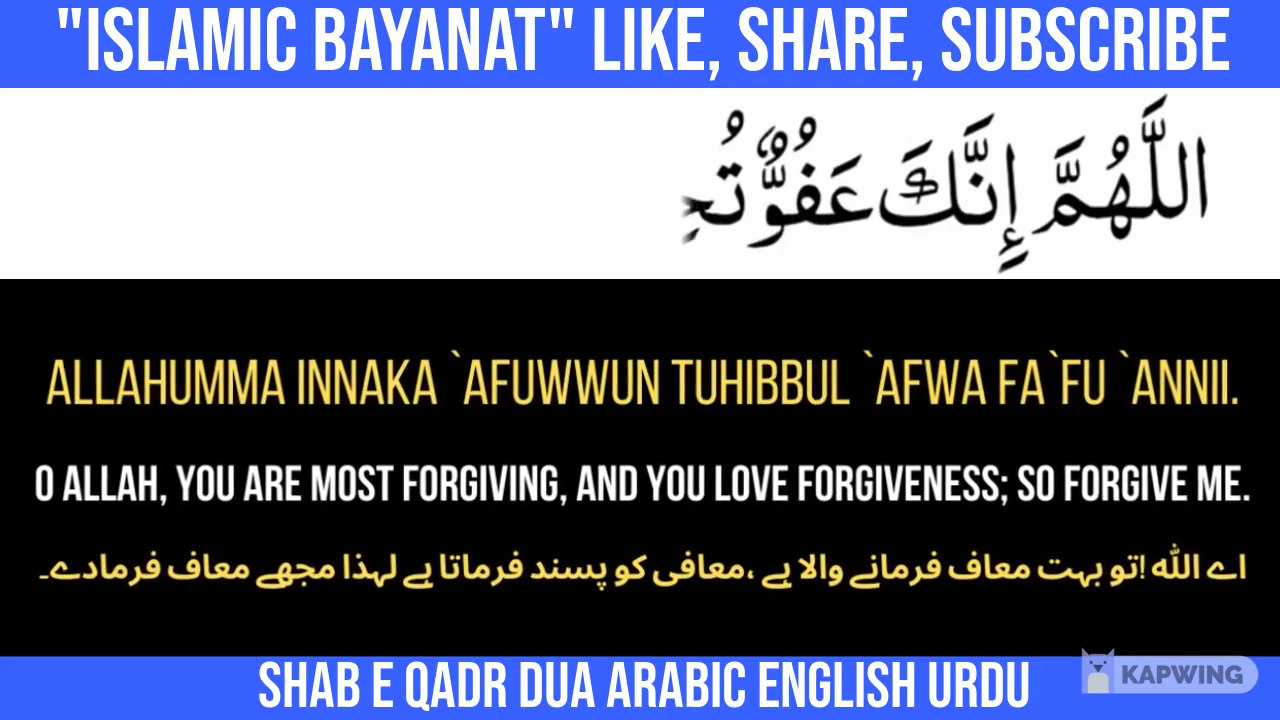 "ISLAMIC BAYANAT" LIKE, SHARE, SUBSCRIBE
اللَّهُمَّ إِنَّكَ عَفُوٌّ
ALLAHUMMA INNAKA `AFUWWUN TUHIBBUL `AFWA FA`FU `ANNII.
O ALLAH, YOU ARE MOST FORGIVING, AND YOU LOVE FORGIVENESS; SO FORGIVE ME.
اے اللّٰہ !تو بہت معاف فرمانے والا ہے ،معافی کو پسند فرماتا ہے لہذا مجھے معاف فرمادے۔
SHAB E QADR DUA ARABIC ENGLISH URDU
KAPWING